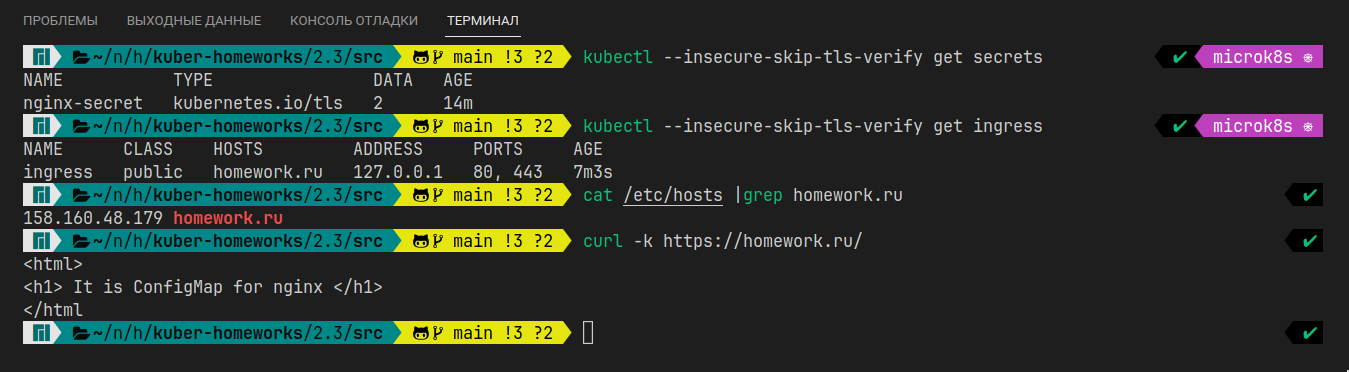 ПРОБЛЕМЫ ВЫХОДНЫЕ ДАННЫЕ КОНСОЛЬ ОТЛАДКИ ТЕРМИНАЛ
~/n/h/kuber-homeworks/2.3/src main !3 ?2 kubectl --insecure-skip-tls-verify get secrets ✔ microk8s ⎈
NAME TYPE DATA AGE
nginx-secret kubernetes.io/tls 2 14m
~/n/h/kuber-homeworks/2.3/src main !3 ?2 kubectl --insecure-skip-tls-verify get ingress ✔ microk8s ⎈
NAME CLASS HOSTS ADDRESS PORTS AGE
ingress public homework.ru 127.0.0.1 80, 443 7m3s
~/n/h/kuber-homeworks/2.3/src main !3 ?2 cat /etc/hosts |grep homework.ru ✔
158.160.48.179 homework.ru
~/n/h/kuber-homeworks/2.3/src main !3 ?2 curl -k https://homework.ru/ ✔
<html>
<h1> It is ConfigMap for nginx </h1>
</html
~/n/h/kuber-homeworks/2.3/src main !3 ?2 ✔